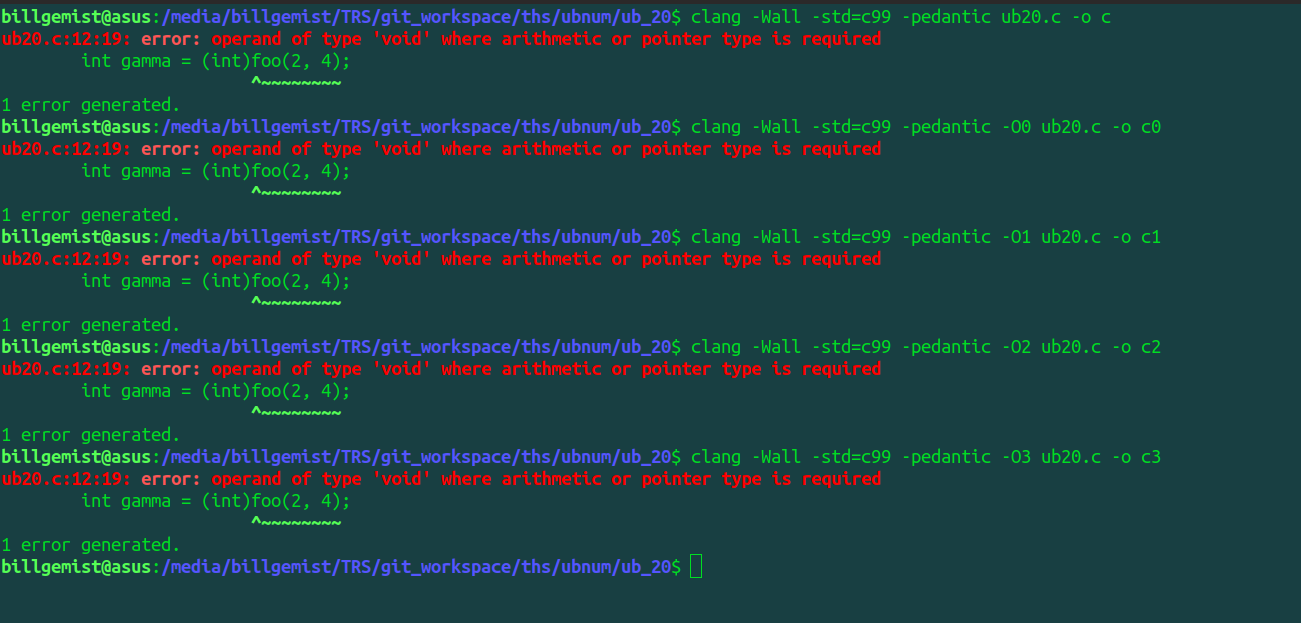 billgemist@asus:/media/billgemist/TRS/git_workspace/ths/ubnum/ub_20$ clang -Wall -std=c99 -pedantic ub20.c -o c
ub20.c:12:19: error: operand of type 'void' where arithmetic or pointer type is required
        int gamma = (int)foo(2, 4);
                         ^~~~~~~~~
1 error generated.
billgemist@asus:/media/billgemist/TRS/git_workspace/ths/ubnum/ub_20$ clang -Wall -std=c99 -pedantic -O0 ub20.c -o c0
ub20.c:12:19: error: operand of type 'void' where arithmetic or pointer type is required
        int gamma = (int)foo(2, 4);
                         ^~~~~~~~~
1 error generated.
billgemist@asus:/media/billgemist/TRS/git_workspace/ths/ubnum/ub_20$ clang -Wall -std=c99 -pedantic -O1 ub20.c -o c1
ub20.c:12:19: error: operand of type 'void' where arithmetic or pointer type is required
        int gamma = (int)foo(2, 4);
                         ^~~~~~~~~
1 error generated.
billgemist@asus:/media/billgemist/TRS/git_workspace/ths/ubnum/ub_20$ clang -Wall -std=c99 -pedantic -O2 ub20.c -o c2
ub20.c:12:19: error: operand of type 'void' where arithmetic or pointer type is required
        int gamma = (int)foo(2, 4);
                         ^~~~~~~~~
1 error generated.
billgemist@asus:/media/billgemist/TRS/git_workspace/ths/ubnum/ub_20$ clang -Wall -std=c99 -pedantic -O3 ub20.c -o c3
ub20.c:12:19: error: operand of type 'void' where arithmetic or pointer type is required
        int gamma = (int)foo(2, 4);
                         ^~~~~~~~~
1 error generated.
billgemist@asus:/media/billgemist/TRS/git_workspace/ths/ubnum/ub_20$